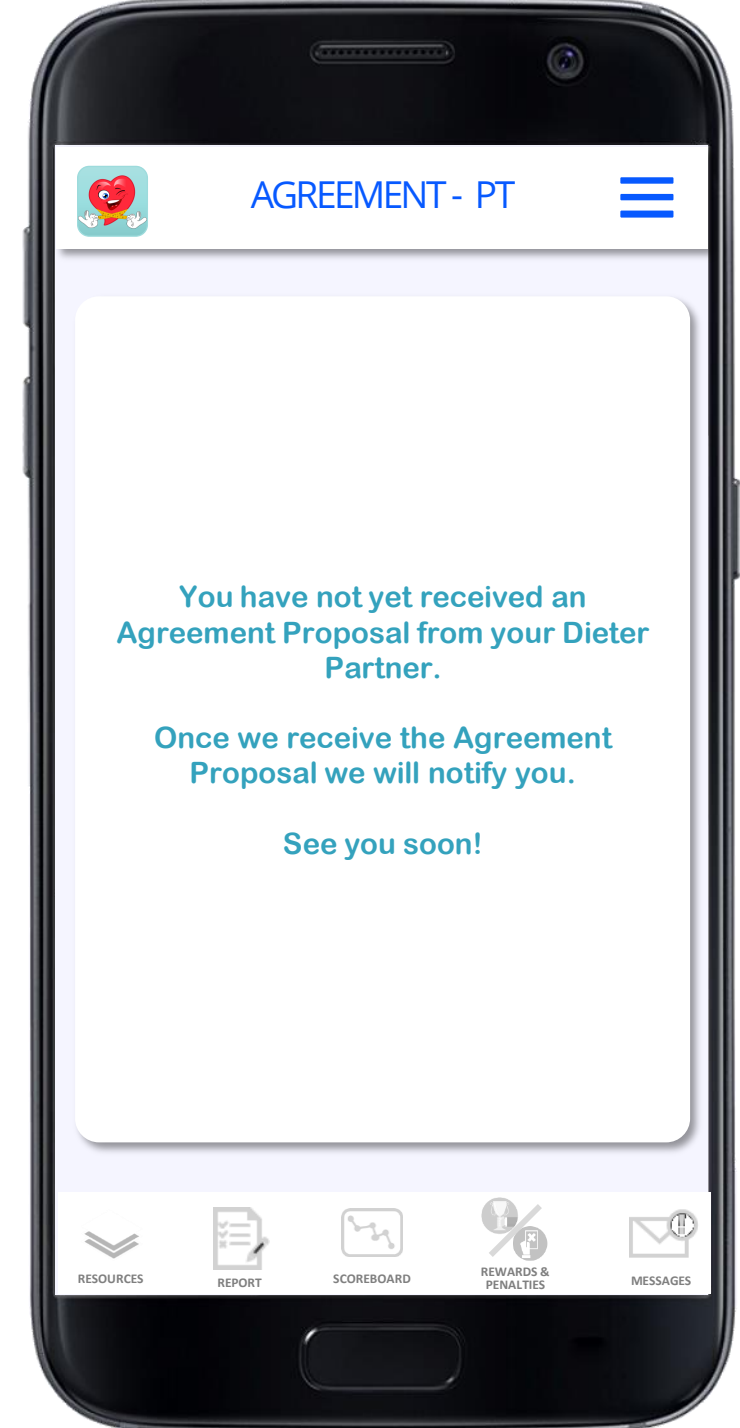 AGREEMENT - PT
You have not yet received an
Agreement Proposal from your Dieter
Partner.
Once we receive the Agreement
Proposal we will notify you.
See you soon!
RESOURCES
REPORT
SCOREBOARD
REWARDS &
PENALTIES
MESSAGES